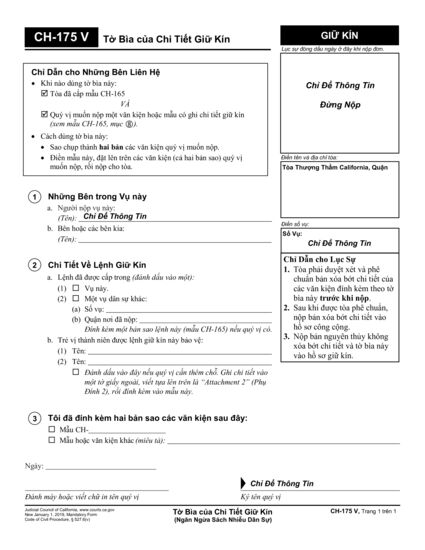 CH-175 V
Tờ Bìa của Chi Tiết Giữ Kín
GIỮ KÍN
Lục sự đóng dấu ngày ở đây khi nộp đơn.
Chỉ Để Thông Tin
Đừng Nộp
Chỉ Dẫn cho Những Bên Liên Hệ
• Khi nào dùng tờ bìa này:
☑ Tòa đã cấp mẫu CH-165
VÀ
☑ Quý vị muốn nộp một văn kiện hoặc mẫu có ghi chi tiết giữ kín
(xem mẫu CH-165, mục ⑧).
• Cách dùng tờ bìa này:
• Sao chụp thành hai bản các văn kiện quý vị muốn nộp.
• Điền mẫu này, đặt lên trên các văn kiện (cả hai bản sao) quý vị
muốn nộp, rồi nộp cho tòa.
Điền tên và địa chỉ tòa:
Tòa Thượng Thẩm California, Quận
Điền số vụ:
Số Vụ:
Chỉ Để Thông Tin
1 Những Bên trong Vụ này
a. Người nộp vụ này:
(Tên): Chỉ Để Thông Tin
b. Bên hoặc các bên kia:
(Tên):
2 Chi Tiết Về Lệnh Giữ Kín
a. Lệnh đã được cấp trong (đánh dấu vào một):
(1) ☐ Vụ này.
(2) ☐ Một vụ dân sự khác:
(a) Số vụ:
(b) Quận nơi đã nộp:
Đính kèm một bản sao lệnh này (mẫu CH-165) nếu quý vị có.
b. Trẻ vị thành niên được lệnh giữ kín này bảo vệ:
(1) Tên:
(2) Tên:
☐ Đánh dấu vào đây nếu quý vị cần thêm chỗ. Ghi chi tiết vào
một tờ giấy ngoài, viết tựa lên trên là “Attachment 2” (Phụ
Đính 2), rồi đính kèm vào mẫu này.
Chỉ Dẫn cho Lục Sự
1. Tòa phải duyệt xét và phê
chuẩn bản xóa bớt chi tiết của
các văn kiện đính kèm theo tờ
bìa này trước khi nộp.
2. Sau khi được tòa phê chuẩn,
nộp bản xóa bớt chi tiết vào
hồ sơ công cộng.
3. Nộp bản nguyên thủy không
xóa bớt chi tiết và tờ bìa này
vào hồ sơ giữ kín.
3 Tôi đã đính kèm hai bản sao các văn kiện sau đây:
☐ Mẫu CH-
☐ Mẫu hoặc văn kiện khác (miêu tả):
Ngày:
Chỉ Để Thông Tin
Đánh máy hoặc viết chữ in tên quý vị
Ký tên quý vị
Judicial Council of California, www.courts.ca.gov
New January 1, 2019, Mandatory Form
Code of Civil Procedure, § 527.6(v)
Tờ Bìa của Chi Tiết Giữ Kín
(Ngăn Ngừa Sách Nhiễu Dân Sự)
CH-175 V, Trang 1 trên 1